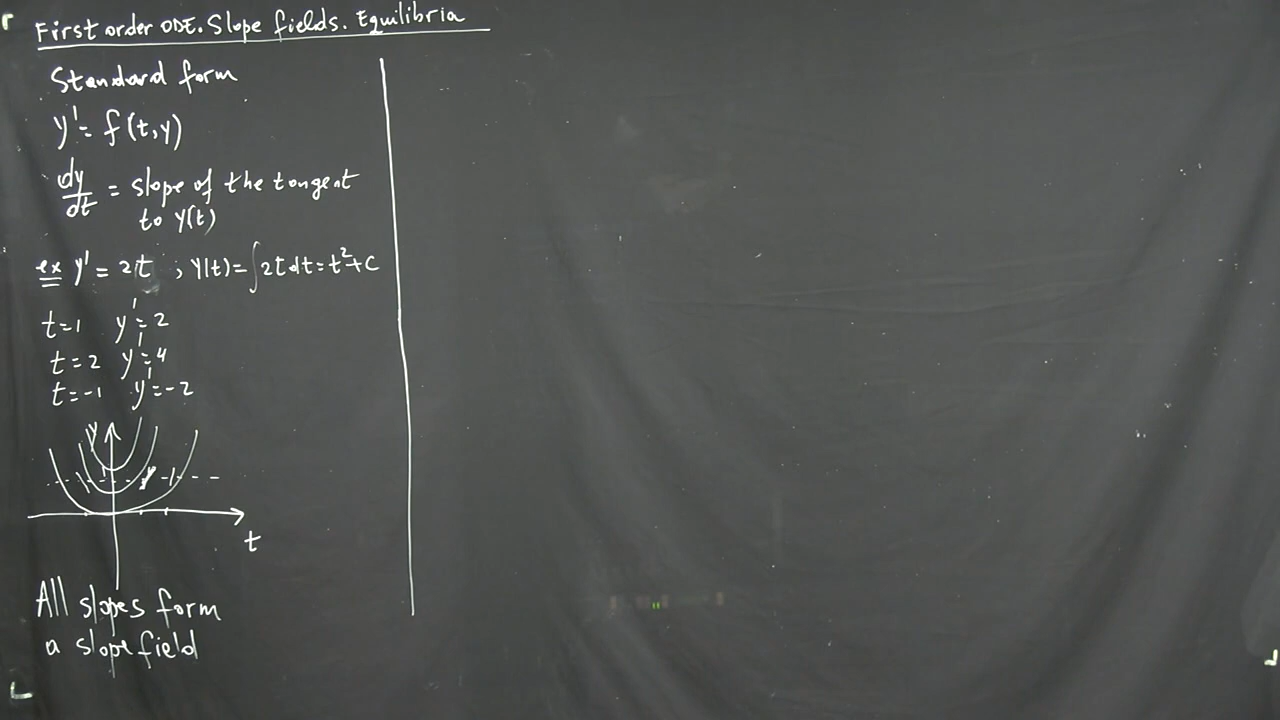 First order ODE. Slope fields. Equilibria
Standard form
y' = f(t,y)
dy/dt = slope of the tangent
to y(t)
ex y' = 2t ; y(t) = ∫2t dt = t² + C
t=1 y' = 2
t=2 y' = 4
t=-1 y' = -2
y
t
All slopes form
a slope field